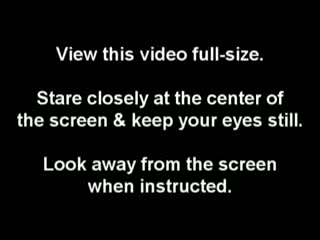 View this video full-size.
Stare closely at the center of
the screen & keep your eyes still.
Look away from the screen
when instructed.